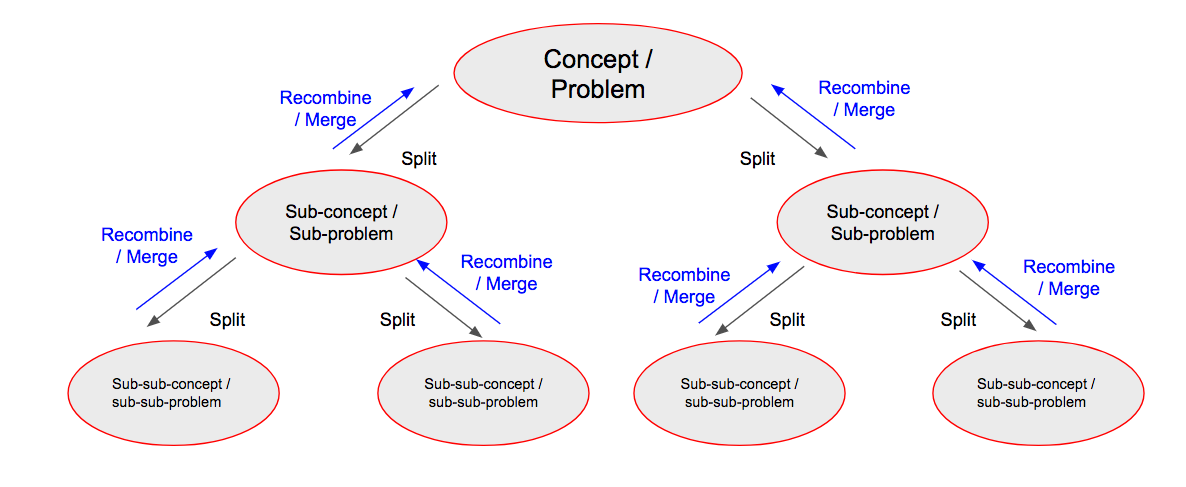 Concept /
Problem
Recombine
/ Merge
Recombine
/ Merge
Split
Split
Sub-concept /
Sub-problem
Sub-concept /
Sub-problem
Recombine
/ Merge
Recombine
/ Merge
Recombine
/ Merge
Recombine
/ Merge
Split
Split
Split
Split
Sub-sub-concept /
sub-sub-problem
Sub-sub-concept /
sub-sub-problem
Sub-sub-concept /
sub-sub-problem
Sub-sub-concept /
sub-sub-problem